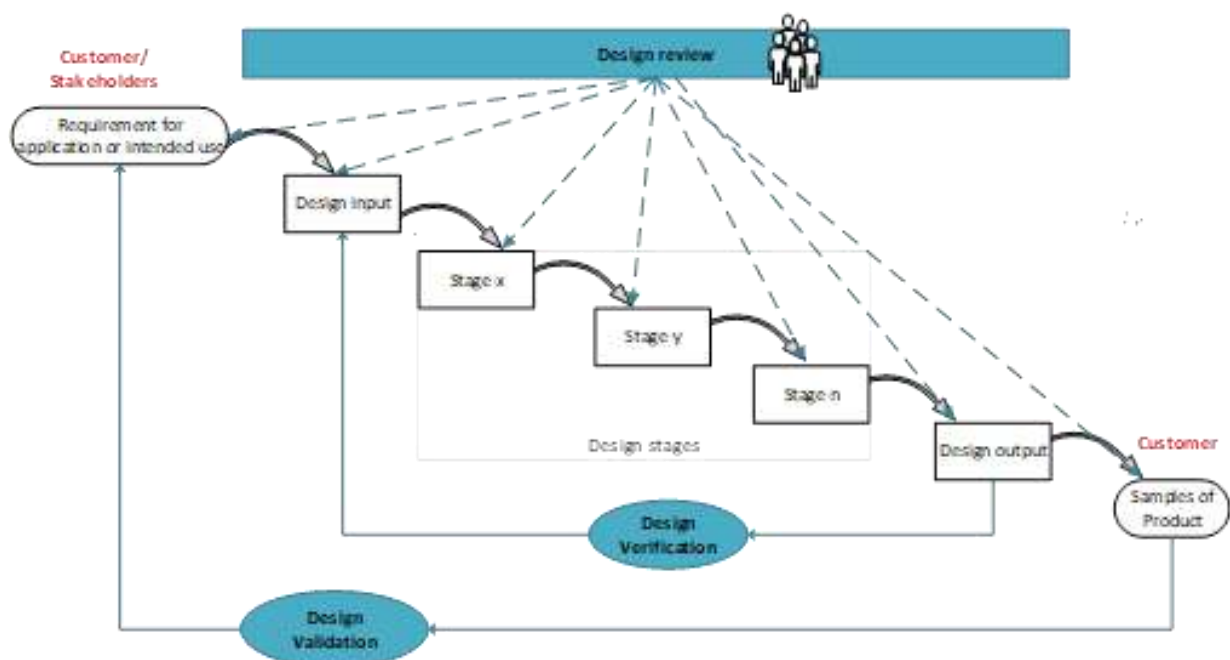 Design review
Customer/
Stakeholders
Requirement for
application or intended use
Design input
Stage x
Stage y
Stage n
Design stages
Design output
Customer
Samples of
Product
Design
Verification
Design
Validation